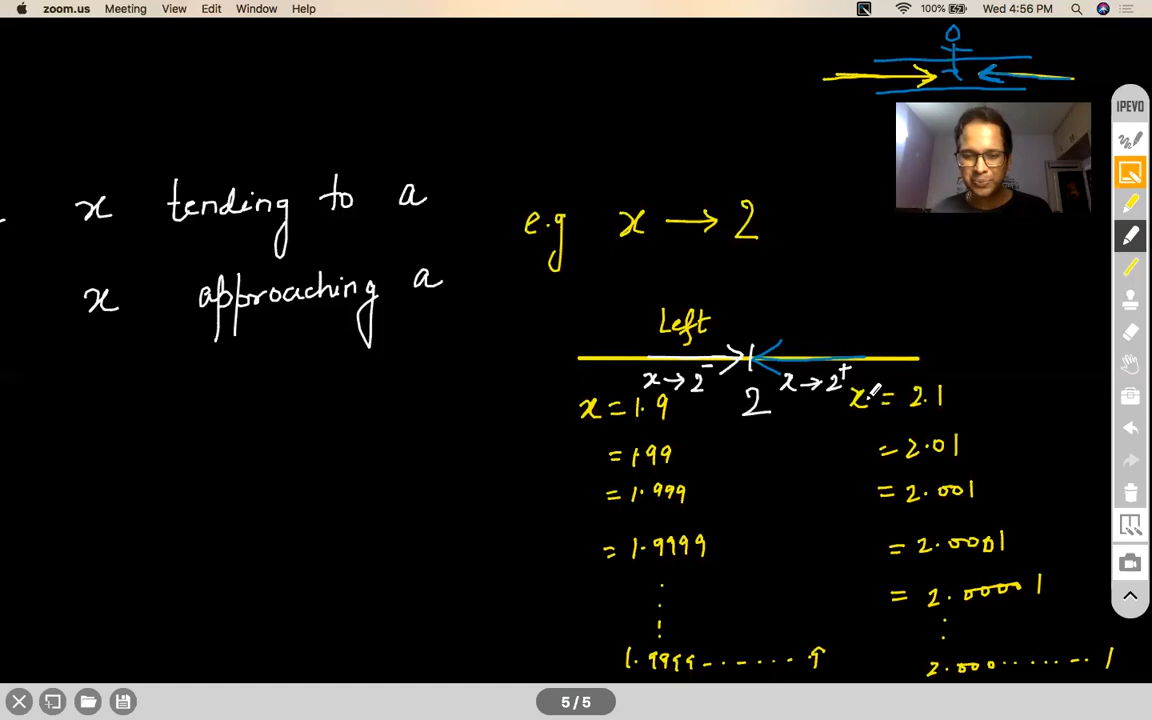 zoom.us Meeting View Edit Window Help 100% Wed 4:56 PM
IPEVO
x tending to a
x approaching a
e.g x → 2
Left
x→2⁻ 2 x→2⁺
x = 1.9 x = 2.1
= 1.99 = 2.01
= 1.999 = 2.001
= 1.9999 = 2.0001
= 2.00001
1.9999-·-····9 2.000······-·1
5/5